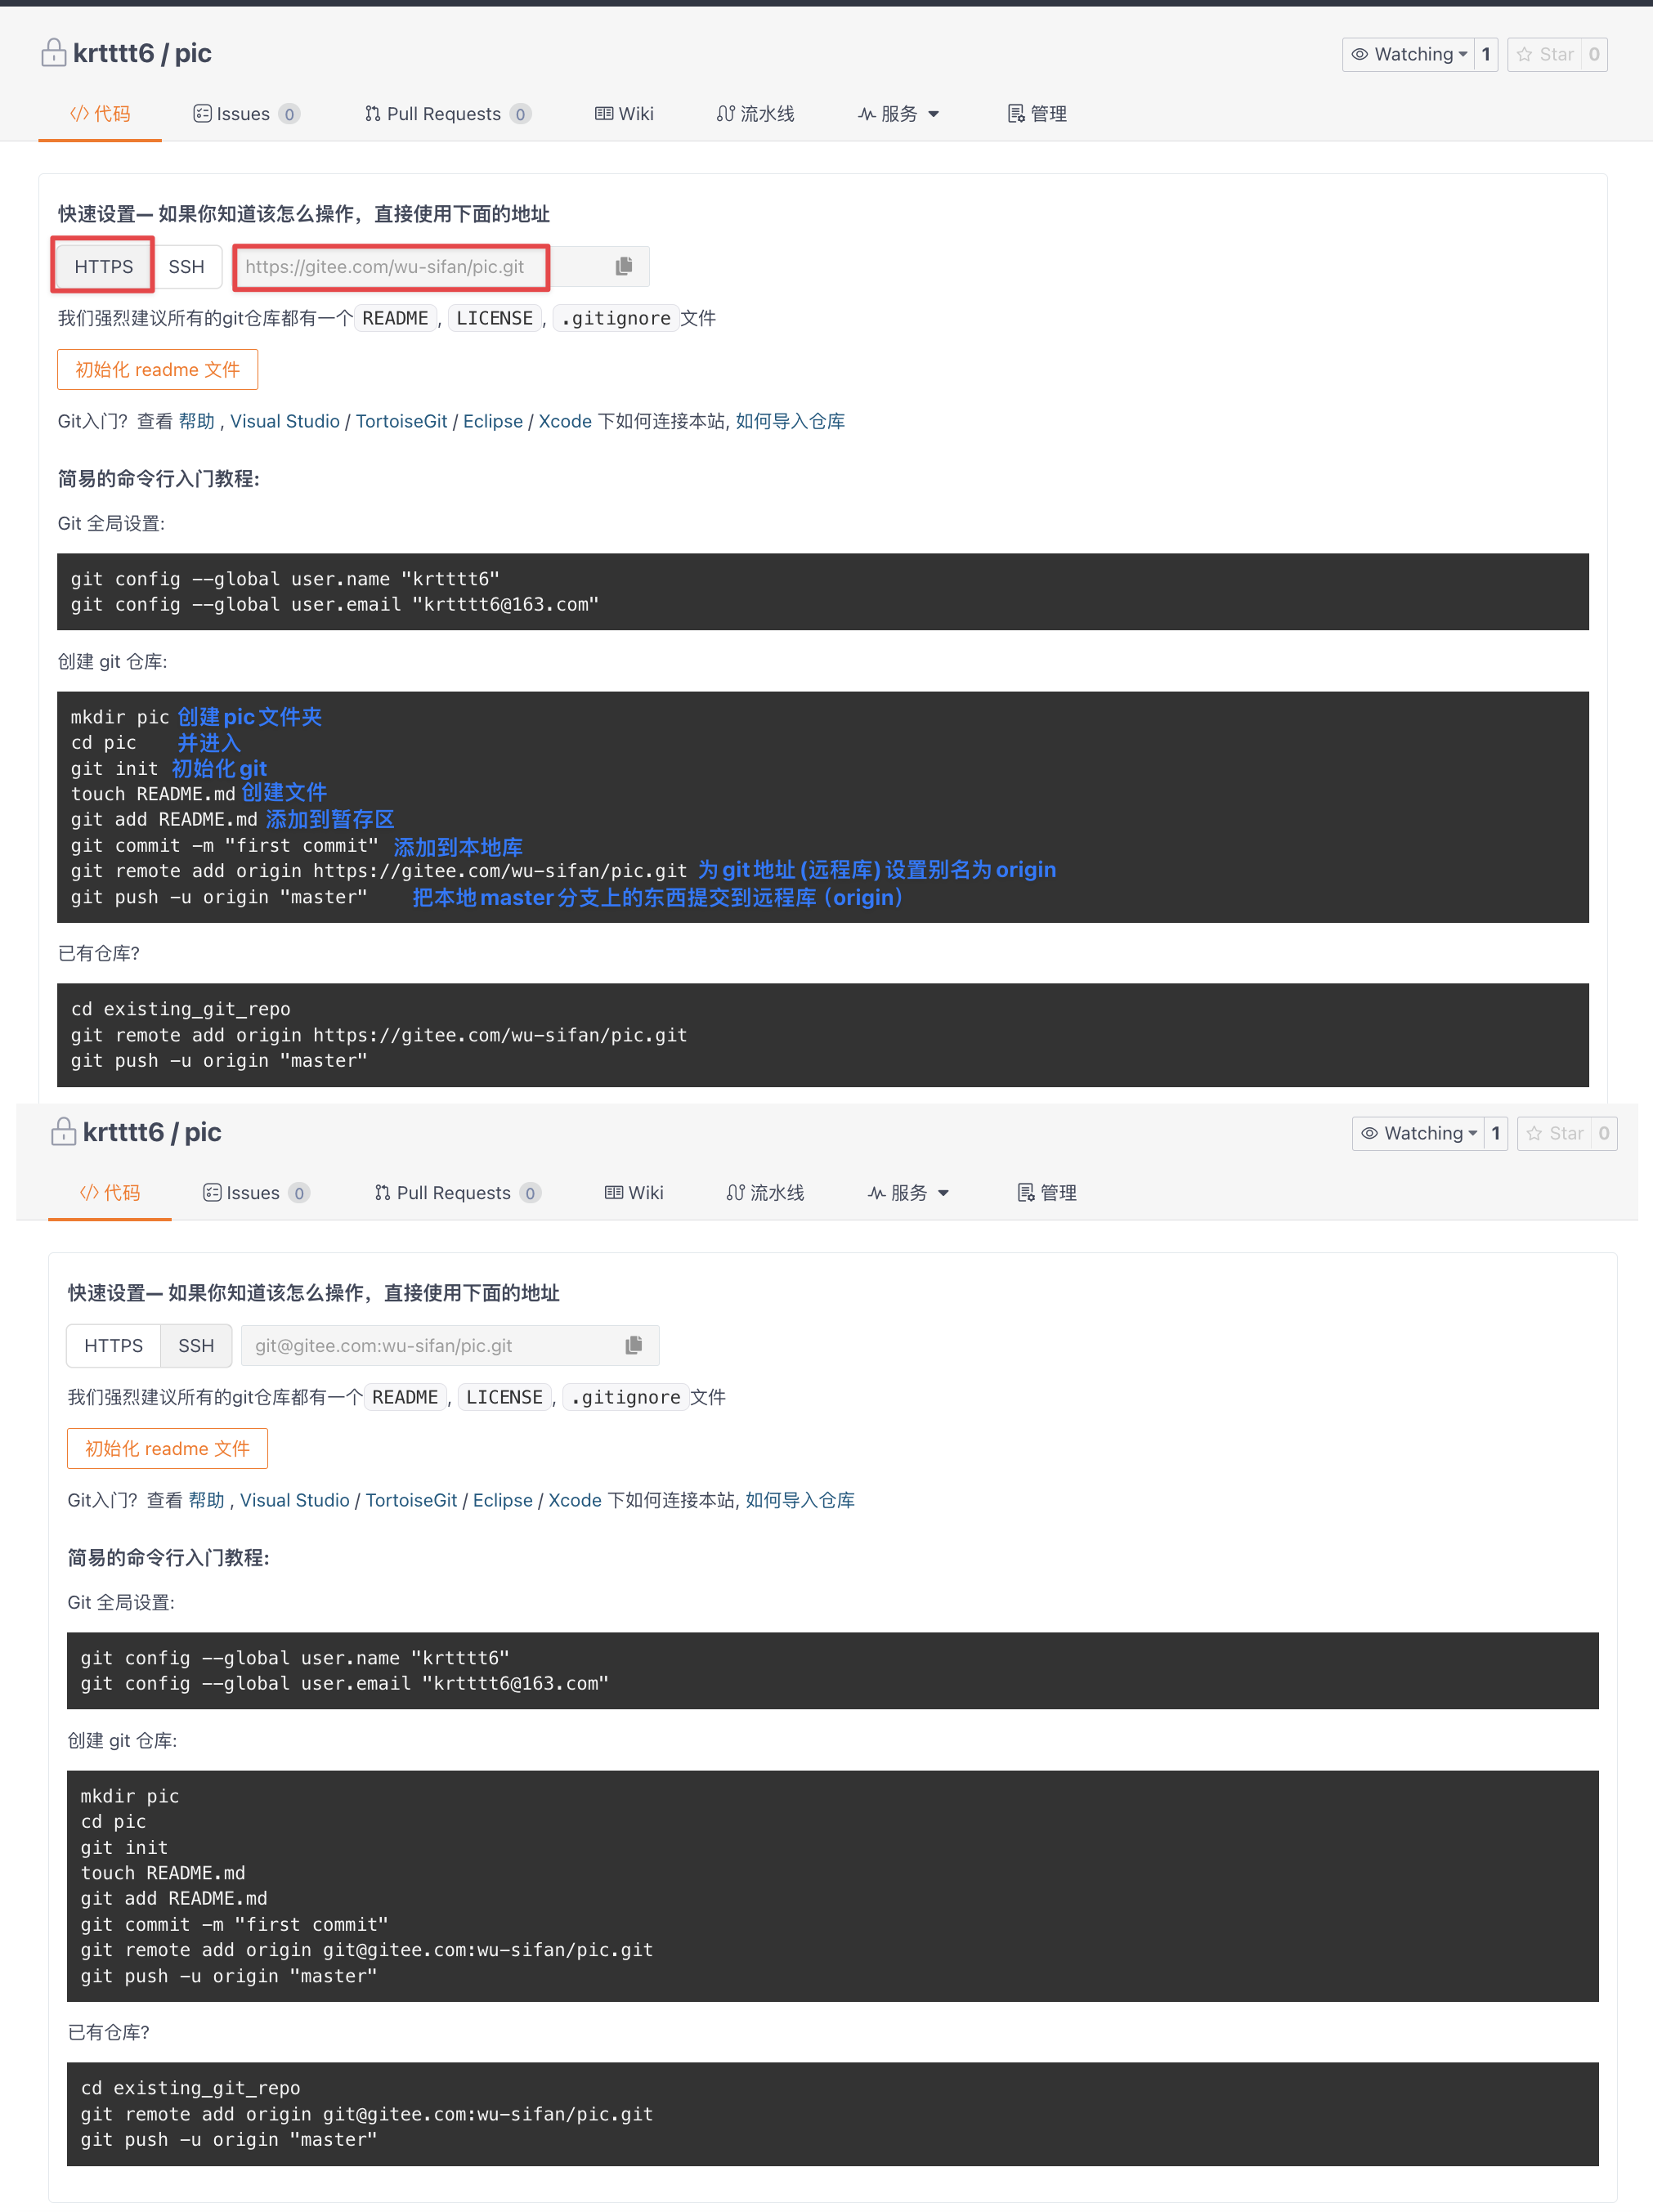 krtttt6 / pic
Watching 1 Star 0
代码 Issues 0 Pull Requests 0 Wiki 流水线 服务 管理
快速设置— 如果你知道该怎么操作，直接使用下面的地址
HTTPS SSH https://gitee.com/wu-sifan/pic.git
我们强烈建议所有的git仓库都有一个 README , LICENSE , .gitignore 文件
初始化 readme 文件
Git入门？查看 帮助 , Visual Studio / TortoiseGit / Eclipse / Xcode 下如何连接本站, 如何导入仓库
简易的命令行入门教程:
Git 全局设置:
git config --global user.name "krtttt6"
git config --global user.email "krtttt6@163.com"
创建 git 仓库:
mkdir pic 创建pic文件夹
cd pic 并进入
git init 初始化git
touch README.md 创建文件
git add README.md 添加到暂存区
git commit -m "first commit" 添加到本地库
git remote add origin https://gitee.com/wu-sifan/pic.git 为git地址(远程库)设置别名为origin
git push -u origin "master" 把本地master分支上的东西提交到远程库（origin）
已有仓库?
cd existing_git_repo
git remote add origin https://gitee.com/wu-sifan/pic.git
git push -u origin "master"
krtttt6 / pic
Watching 1 Star 0
代码 Issues 0 Pull Requests 0 Wiki 流水线 服务 管理
快速设置— 如果你知道该怎么操作，直接使用下面的地址
HTTPS SSH git@gitee.com:wu-sifan/pic.git
我们强烈建议所有的git仓库都有一个 README , LICENSE , .gitignore 文件
初始化 readme 文件
Git入门？查看 帮助 , Visual Studio / TortoiseGit / Eclipse / Xcode 下如何连接本站, 如何导入仓库
简易的命令行入门教程:
Git 全局设置:
git config --global user.name "krtttt6"
git config --global user.email "krtttt6@163.com"
创建 git 仓库:
mkdir pic
cd pic
git init
touch README.md
git add README.md
git commit -m "first commit"
git remote add origin git@gitee.com:wu-sifan/pic.git
git push -u origin "master"
已有仓库?
cd existing_git_repo
git remote add origin git@gitee.com:wu-sifan/pic.git
git push -u origin "master"